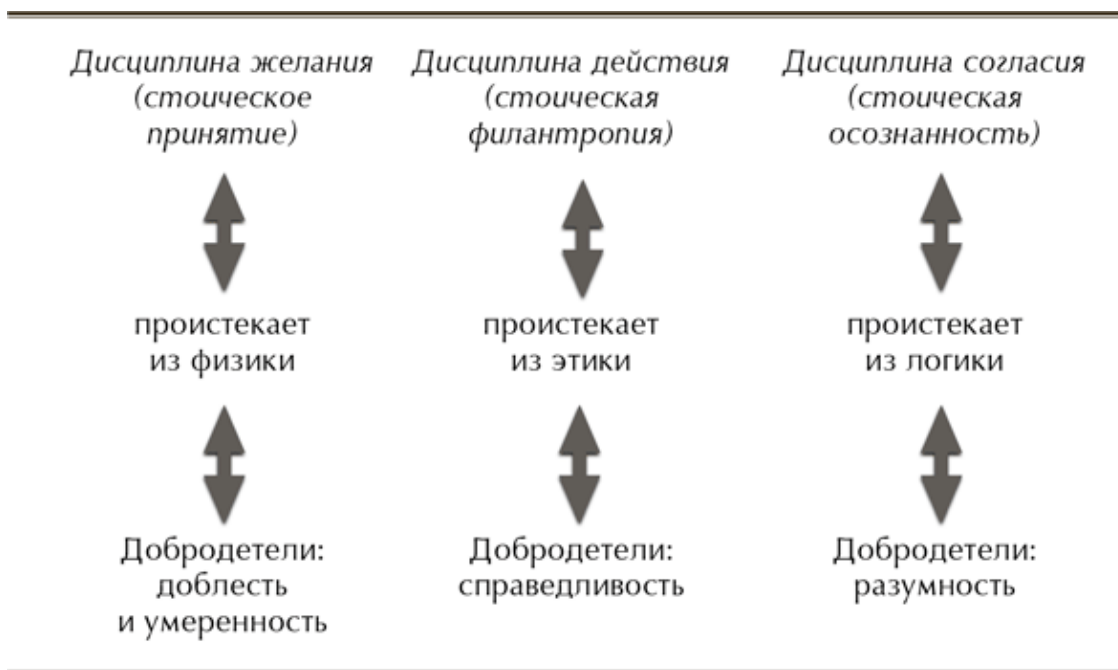 Дисциплина желания
(стоическое
принятие)
проистекает
из физики
Добродетели:
доблесть
и умеренность
Дисциплина действия
(стоическая
филантропия)
проистекает
из этики
Добродетели:
справедливость
Дисциплина согласия
(стоическая
осознанность)
проистекает
из логики
Добродетели:
разумность